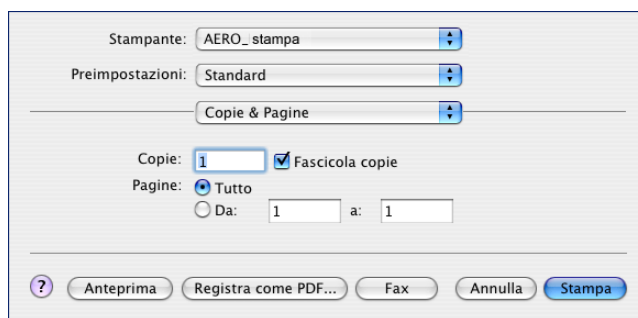 Stampante: AERO_ stampa
Preimpostazioni: Standard
Copie & Pagine
Copie: 1 Fascicola copie
Pagine: Tutto
Da: 1 a: 1
? Anteprima Registra come PDF... Fax Annulla Stampa